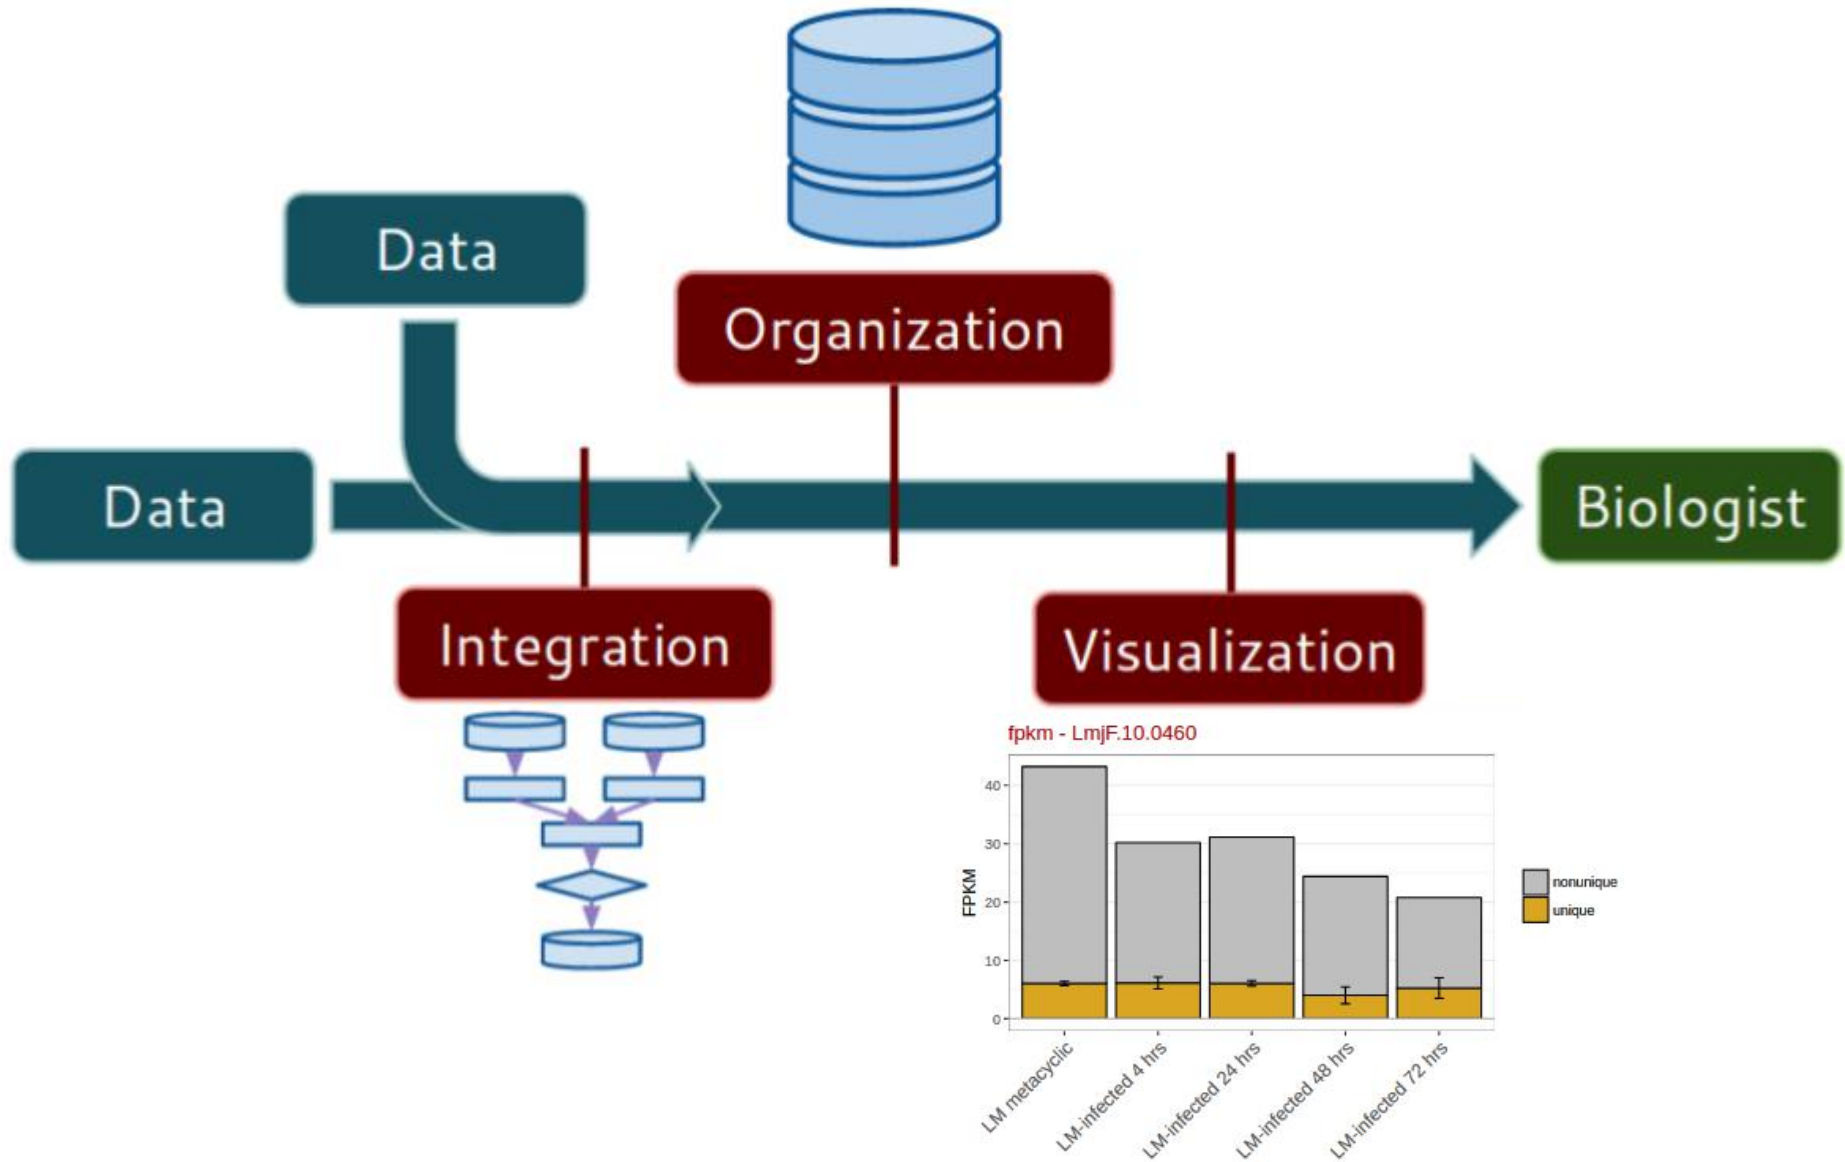 Data
Organization
Data
Biologist
Integration
Visualization
fpkm - LmjF.10.0460
40
30
20
10
0
FPKM
nonunique
unique
LM metacyclic
LM-infected 4 hrs
LM-infected 24 hrs
LM-infected 48 hrs
LM-infected 72 hrs